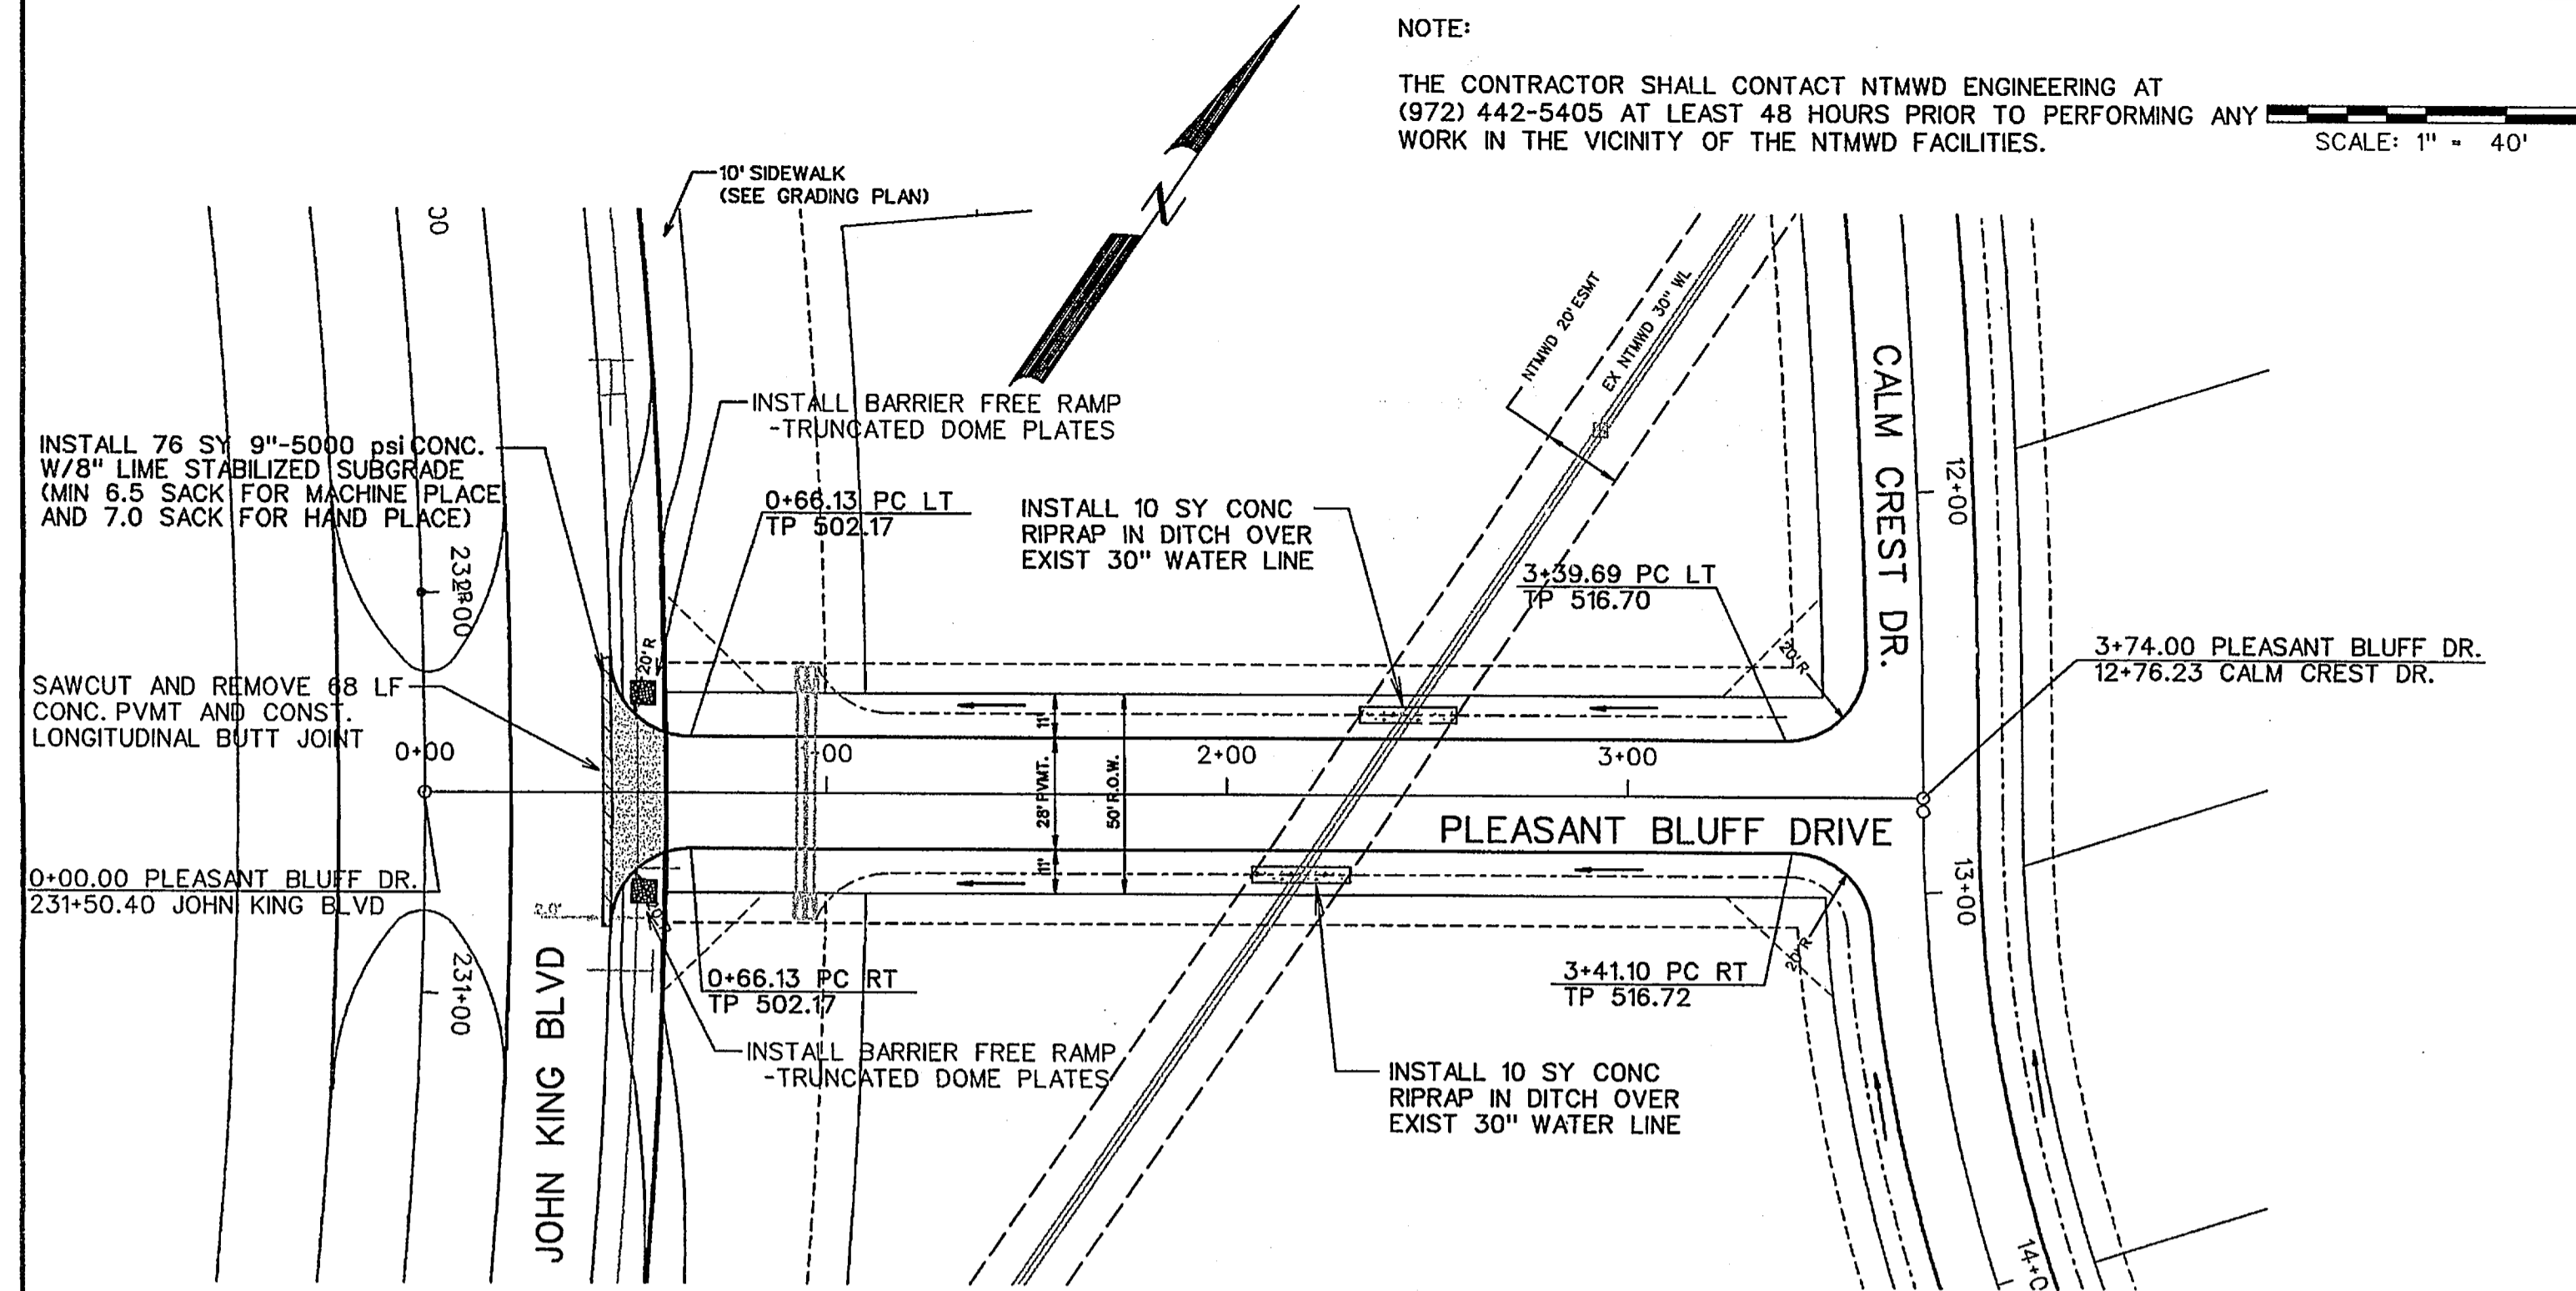 NOTE:
THE CONTRACTOR SHALL CONTACT NTMWD ENGINEERING AT
(972) 442-5405 AT LEAST 48 HOURS PRIOR TO PERFORMING ANY
WORK IN THE VICINITY OF THE NTMWD FACILITIES.
SCALE: 1" = 40'
10' SIDEWALK
(SEE GRADING PLAN)
N
00
NTMWD 20' ESMT
EX NTMWD 30" WL
INSTALL BARRIER FREE RAMP
-TRUNCATED DOME PLATES
INSTALL 76 SY 9"-5000 psi CONC.
W/8" LIME STABILIZED SUBGRADE
(MIN 6.5 SACK FOR MACHINE PLACE
AND 7.0 SACK FOR HAND PLACE)
0+66.13 PC LT
TP 502.17
INSTALL 10 SY CONC
RIPRAP IN DITCH OVER
EXIST 30" WATER LINE
3+39.69 PC LT
TP 516.70
CALM CREST DR.
12+00
3+74.00 PLEASANT BLUFF DR.
12+76.23 CALM CREST DR.
20' R
20' R
SAWCUT AND REMOVE 68 LF
CONC. PVMT AND CONST.
LONGITUDINAL BUTT JOINT
0+00
+00
2+00
3+00
11'
28' PVMT.
50' R.O.W.
11'
PLEASANT BLUFF DRIVE
0+00.00 PLEASANT BLUFF DR.
231+50.40 JOHN KING BLVD
2.0'
13+00
20' R
231+00
JOHN KING BLVD
0+66.13 PC RT
TP 502.17
3+41.10 PC RT
TP 516.72
INSTALL BARRIER FREE RAMP
-TRUNCATED DOME PLATES
INSTALL 10 SY CONC
RIPRAP IN DITCH OVER
EXIST 30" WATER LINE
14+0